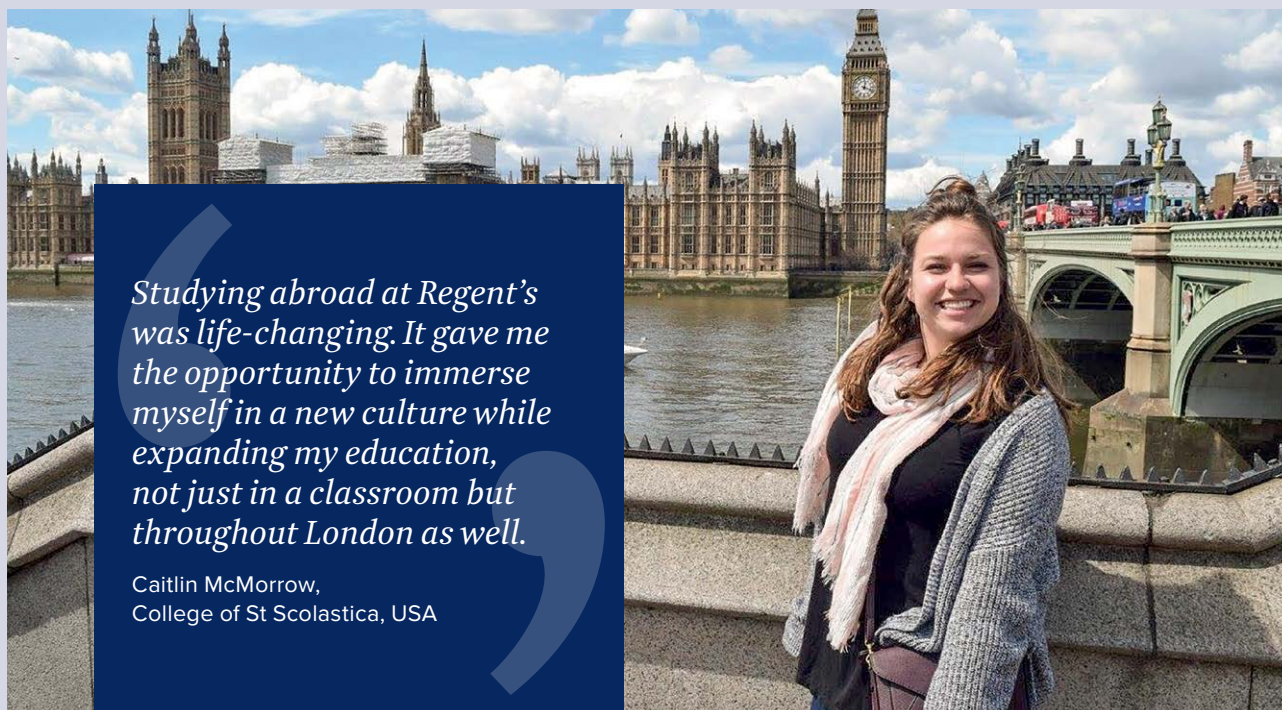 Studying abroad at Regent’s
was life-changing. It gave me
the opportunity to immerse
myself in a new culture while
expanding my education,
not just in a classroom but
throughout London as well.
Caitlin McMorrow,
College of St Scolastica, USA